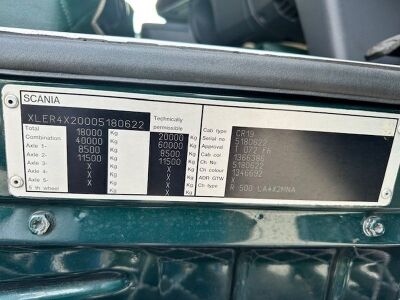 SCANIA
XLER4X20005180622
Technically permissible
Total 18000 Kg 20000 Kg
Combination 40000 Kg 60000 Kg
Axle 1- 8500 Kg 8500 Kg
Axle 2- 11500 Kg 11500 Kg
Axle 3- X Kg X Kg
Axle 4- X Kg X Kg
Axle 5- X Kg X Kg
5 th wheel X Kg X Kg
Cab type CR19
Serial no 5180622
Approval no
Cab col 1366386
Ch no 5180622
Ch colour 1346692
ADR GTW X
Ch type R 500 LA4X2MNA